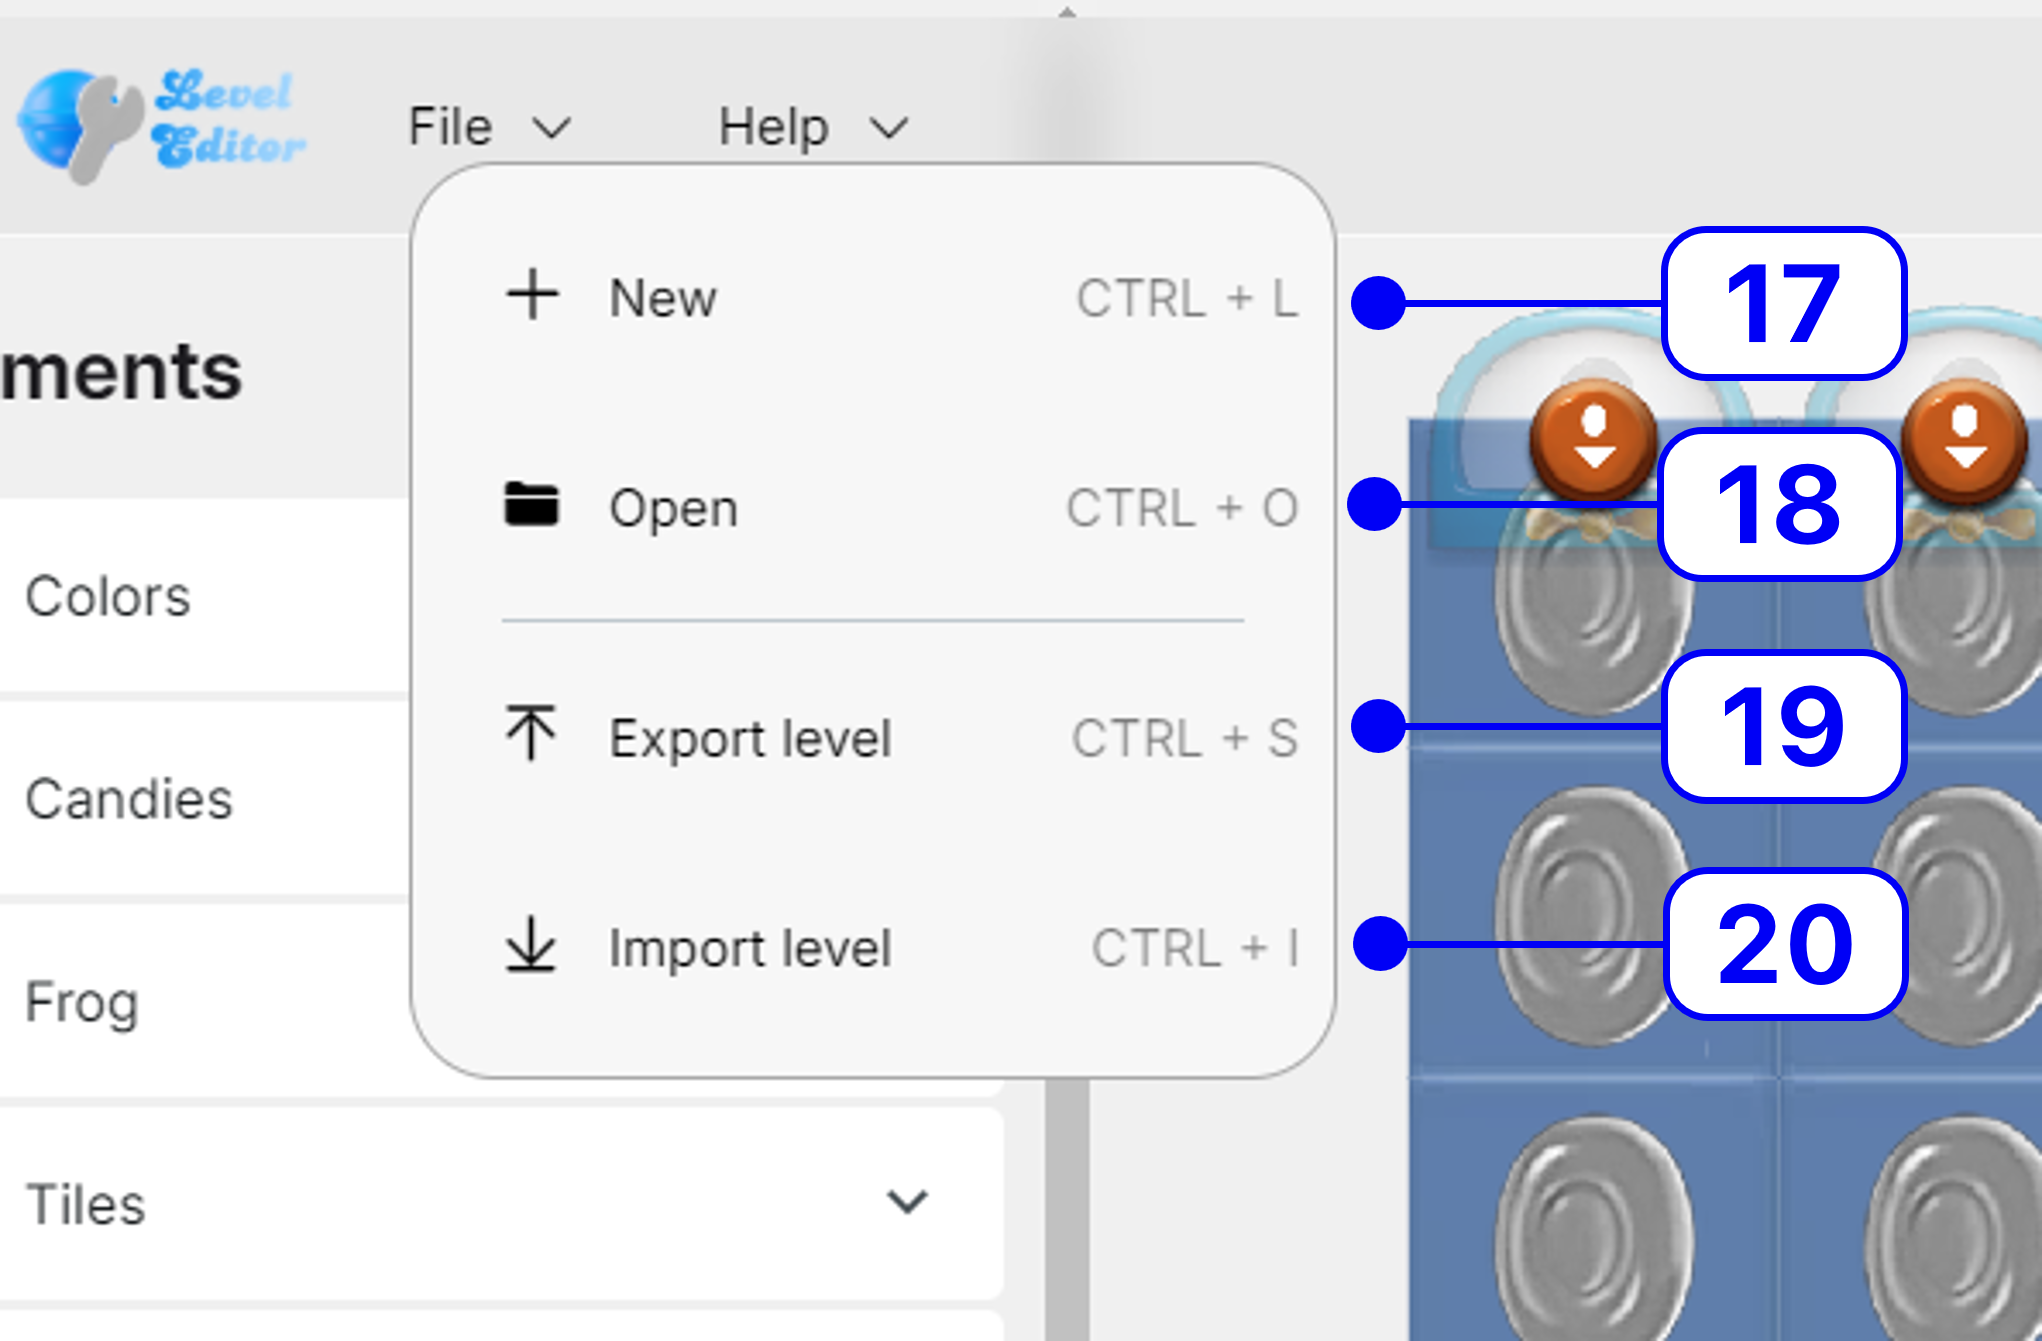 Level
Editor
File
Help
New CTRL + L
17
Open CTRL + O
18
Export level CTRL + S
19
Import level CTRL + I
20
ments
Colors
Candies
Frog
Tiles